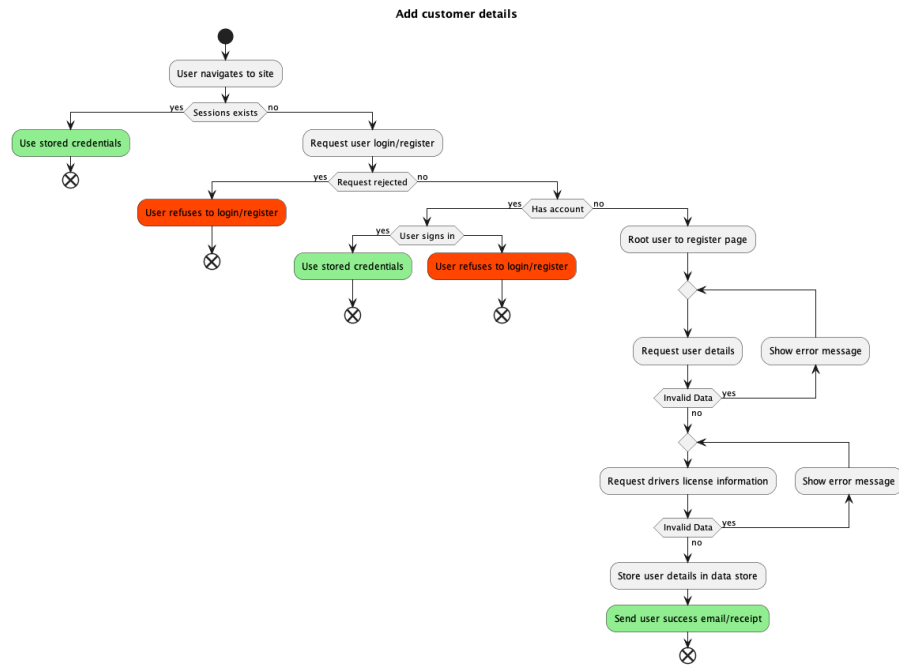 Add customer details
User navigates to site
yes
Sessions exists
no
Use stored credentials
Request user login/register
yes
Request rejected
no
User refuses to login/register
yes
Has account
no
yes
User signs in
Use stored credentials
User refuses to login/register
Root user to register page
Request user details
Show error message
Invalid Data
yes
no
Request drivers license information
Show error message
Invalid Data
yes
no
Store user details in data store
Send user success email/receipt